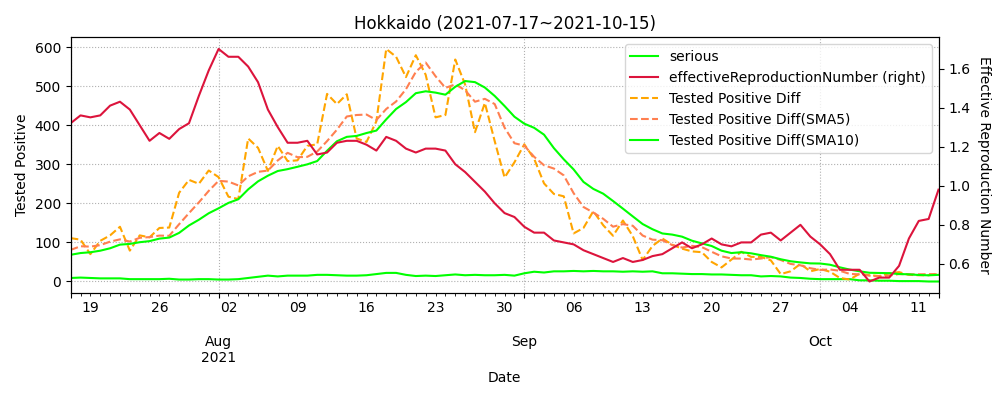 Hokkaido (2021-07-17~2021-10-15)
Tested Positive
600
500
400
300
200
100
0
serious
effectiveReproductionNumber (right)
Tested Positive Diff
Tested Positive Diff(SMA5)
Tested Positive Diff(SMA10)
1.6
1.4
1.2
1.0
0.8
0.6
Effective Reproduction Number
19 26 02 09 16 23 30 06 13 20 27 04 11
Aug Sep Oct
2021
Date